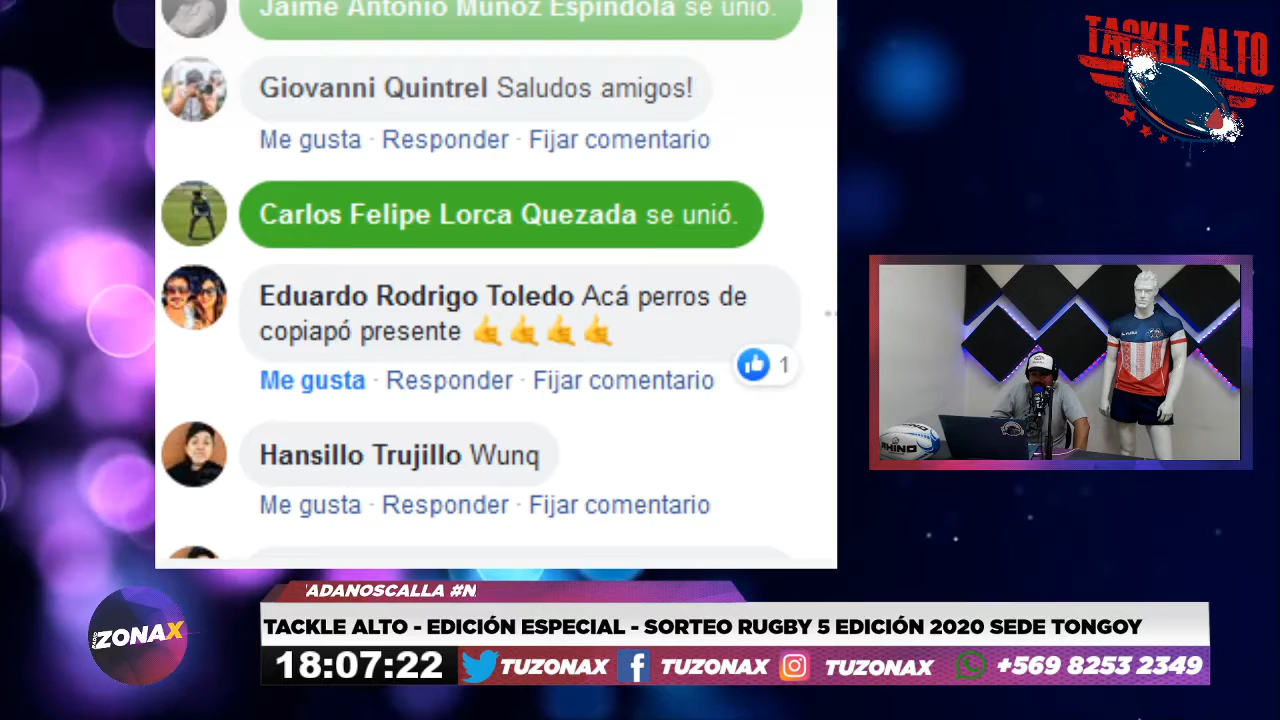 Jaime Antonio Muñoz Espíndola se unió.
TACKLE ALTO
Giovanni Quintrel Saludos amigos!
Me gusta · Responder · Fijar comentario
Carlos Felipe Lorca Quezada se unió.
Eduardo Rodrigo Toledo Acá perros de
copiapó presente 🤙🤙🤙🤙
1
Me gusta · Responder · Fijar comentario
Hansillo Trujillo Wunq
Me gusta · Responder · Fijar comentario
RHINO
ADANOSCALLA #N
ZONAX
TACKLE ALTO - EDICIÓN ESPECIAL - SORTEO RUGBY 5 EDICIÓN 2020 SEDE TONGOY
18:07:22 TUZONAX TUZONAX TUZONAX +569 8253 2349